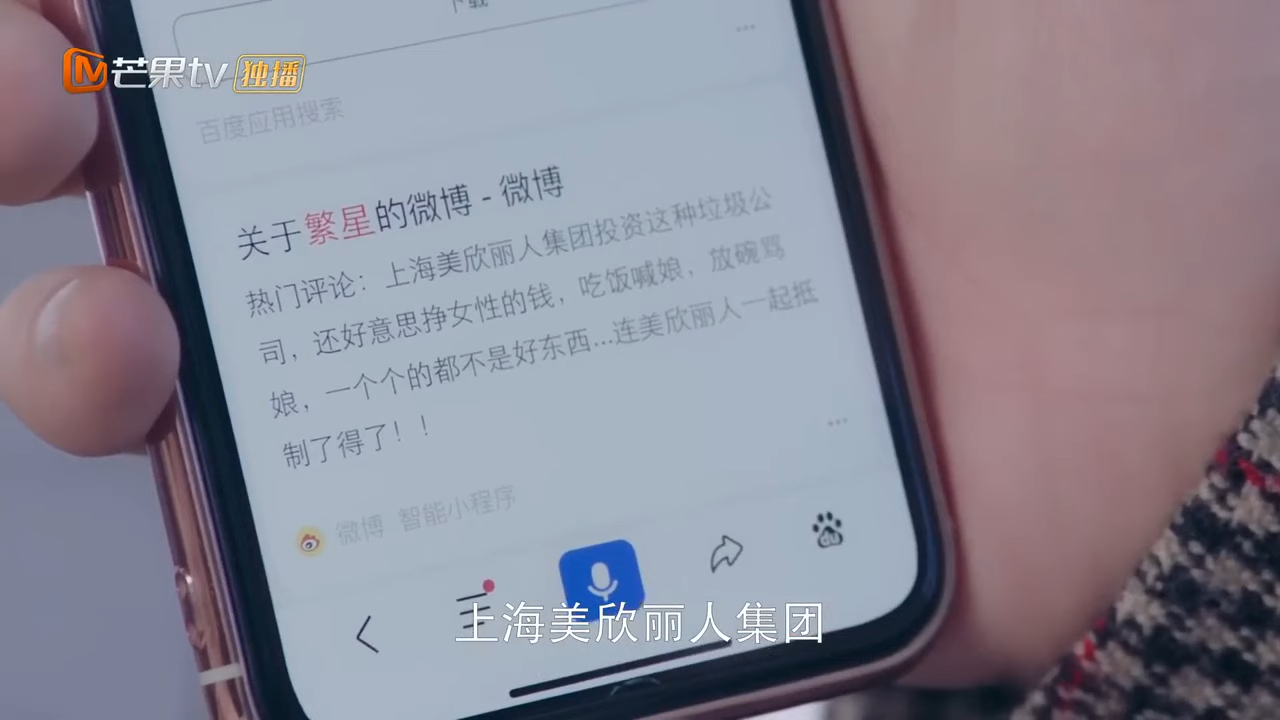 下载
芒果tv 独播
百度应用搜索
关于繁星的微博 - 微博
热门评论：上海美欣丽人集团投资这种垃圾公
司，还好意思挣女性的钱，吃饭喊娘，放碗骂
娘，一个个的都不是好东西...连美欣丽人一起抵
制了得了！！
微博 智能小程序
du
上海美欣丽人集团